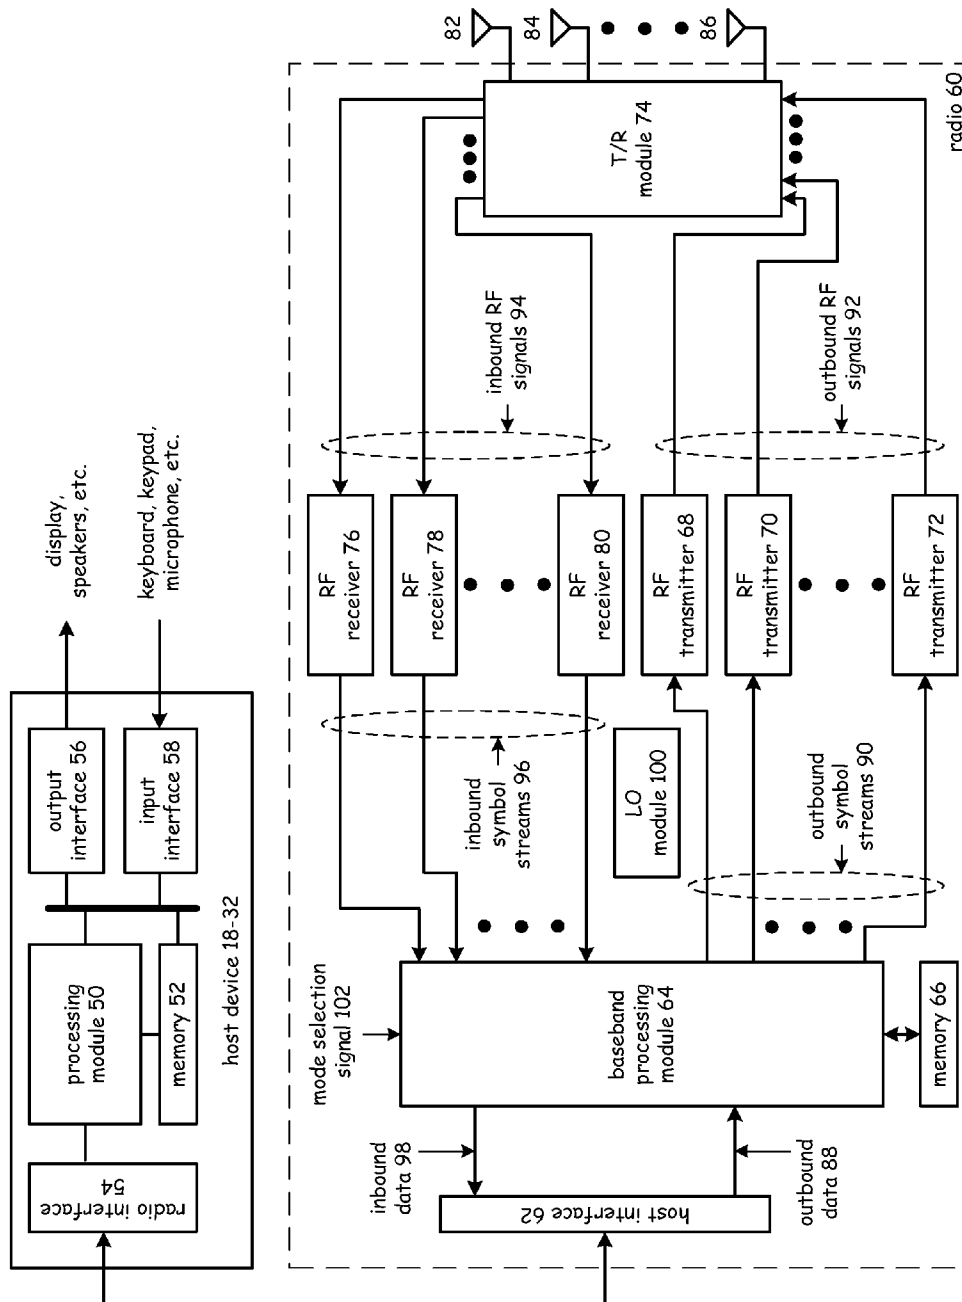 display,
speakers, etc.
keyboard, keypad,
microphone, etc.
output
interface 56
input
interface 58
processing
module 50
memory 52
radio interface
54
host device 18-32
82
84
86
radio 60
T/R
module 74
inbound RF
signals 94
outbound RF
signals 92
RF
receiver 76
RF
receiver 78
RF
receiver 80
RF
transmitter 68
RF
transmitter 70
RF
transmitter 72
inbound
symbol
streams 96
LO
module 100
outbound
symbol
streams 90
mode selection
signal 102
baseband
processing
module 64
memory 66
inbound
data 98
outbound
data 88
host interface 62